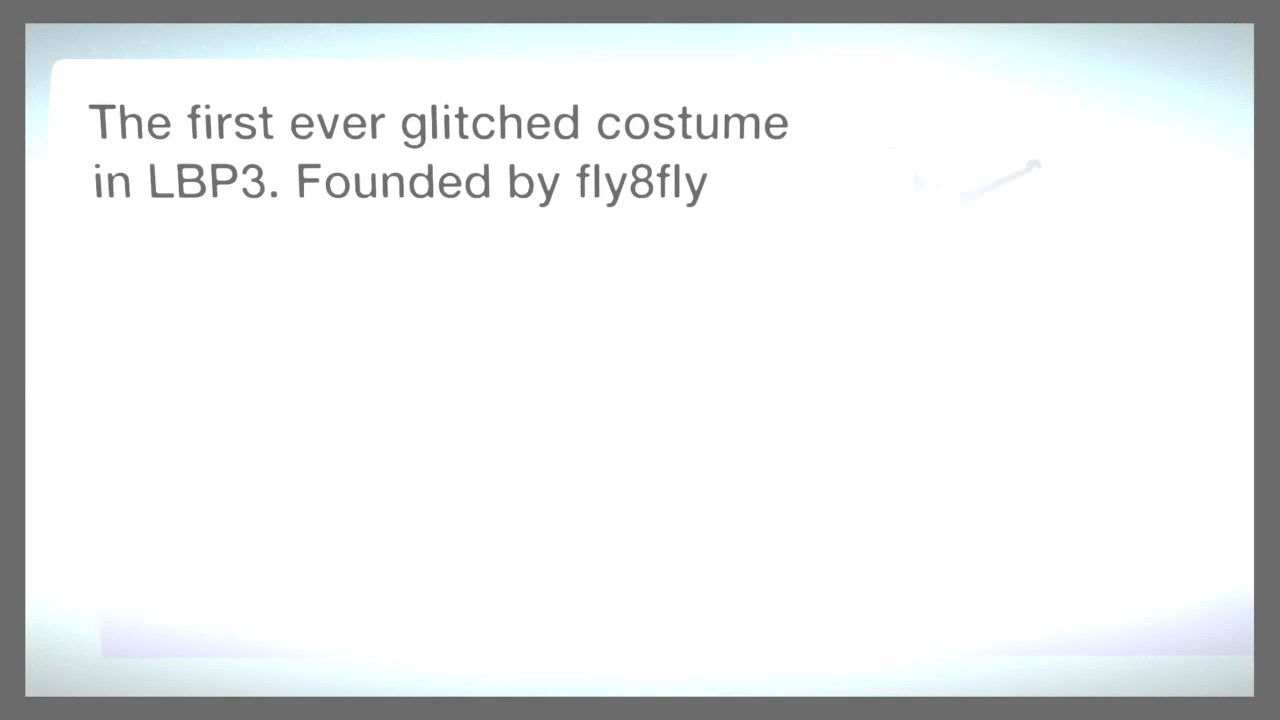 The first ever glitched costume
in LBP3. Founded by fly8fly